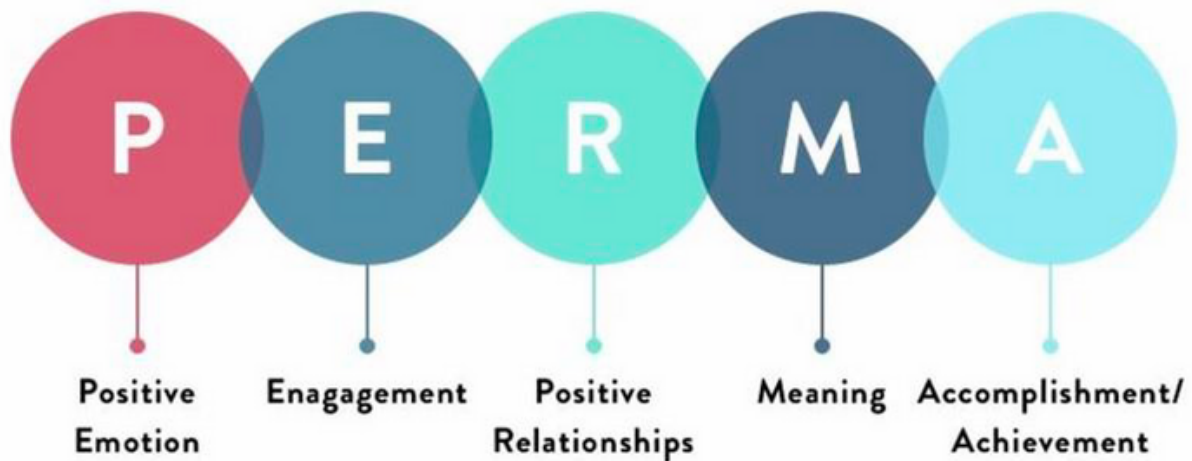 P E R M A
Positive Emotion
Enagagement
Positive Relationships
Meaning
Accomplishment/
Achievement